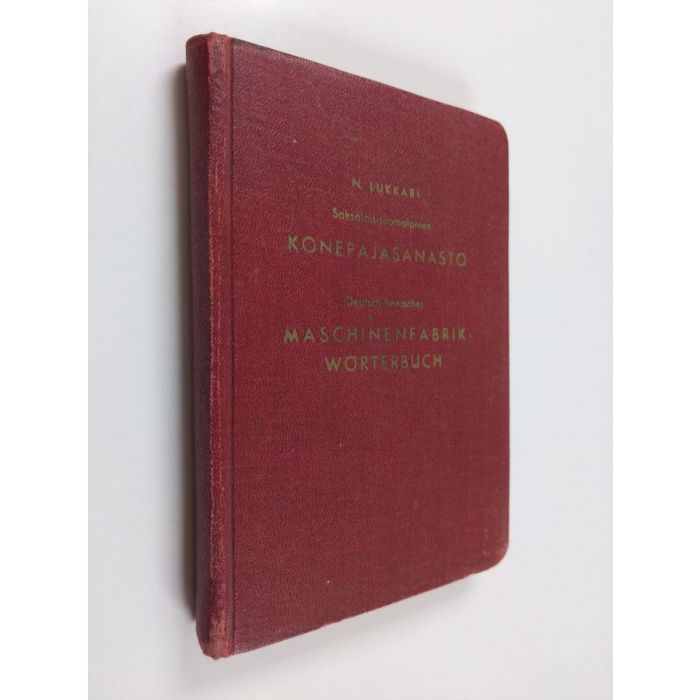 N. LUKKARI
Saksalais-suomalainen
KONEPAJASANASTO
Deutsch-finnisches
MASCHINENFABRIK-
WÖRTERBUCH